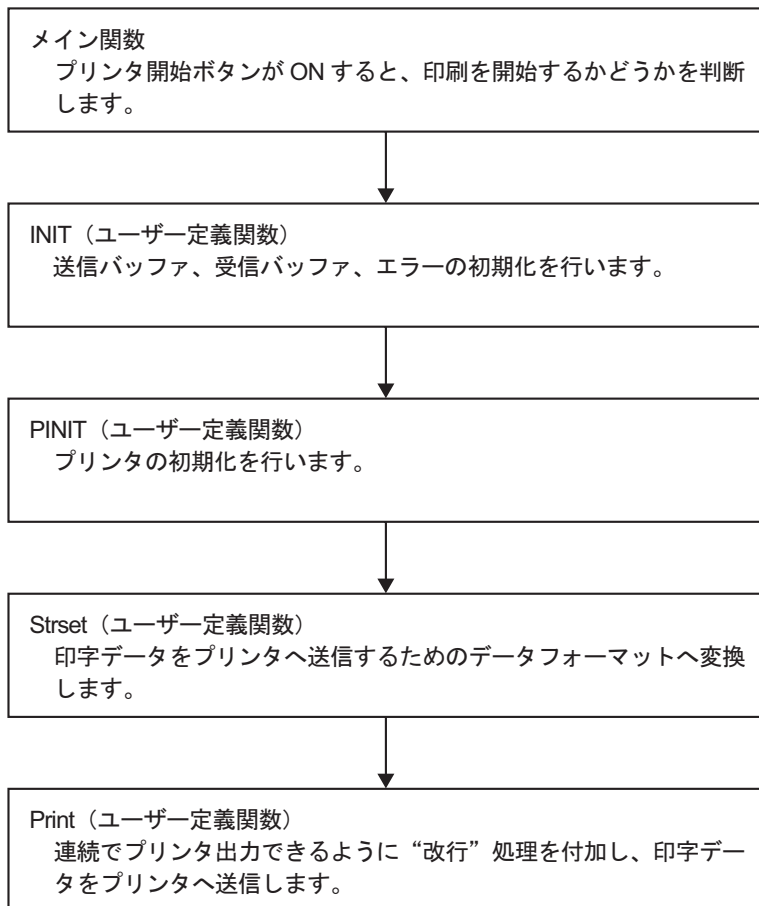 メイン関数
プリンタ開始ボタンが ON すると、印刷を開始するかどうかを判断
します。
INIT（ユーザー定義関数）
送信バッファ、受信バッファ、エラーの初期化を行います。
PINIT（ユーザー定義関数）
プリンタの初期化を行います。
Strset（ユーザー定義関数）
印字データをプリンタへ送信するためのデータフォーマットへ変換
します。
Print（ユーザー定義関数）
連続でプリンタ出力できるように“改行”処理を付加し、印字デー
タをプリンタへ送信します。